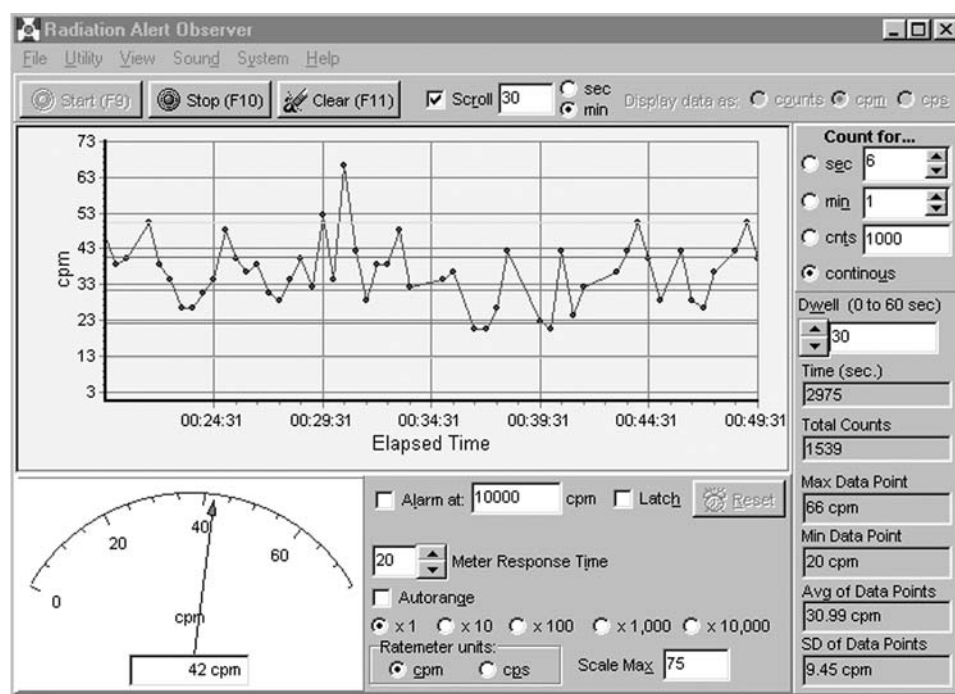 Radiation Alert Observer
File Utility View Sound System Help
Start (F9) Stop (F10) Clear (F11) Scroll 30 sec min Display data as: counts cpm cps
73
63
53
43
33
23
13
3
cpm
00:24:31 00:29:31 00:34:31 00:39:31 00:44:31 00:49:31
Elapsed Time
Count for...
sec 6
min 1
cnts 1000
continous
Dwell (0 to 60 sec)
30
Time (sec.)
2975
Total Counts
1539
Max Data Point
66 cpm
Min Data Point
20 cpm
Avg of Data Points
30.99 cpm
SD of Data Points
9.45 cpm
0 20 40 60
cpm
42 cpm
Alarm at: 10000 cpm Latch Reset
20 Meter Response Time
Autorange
x 1 x 10 x 100 x 1,000 x 10,000
Ratemeter units:
cpm cps
Scale Max 75